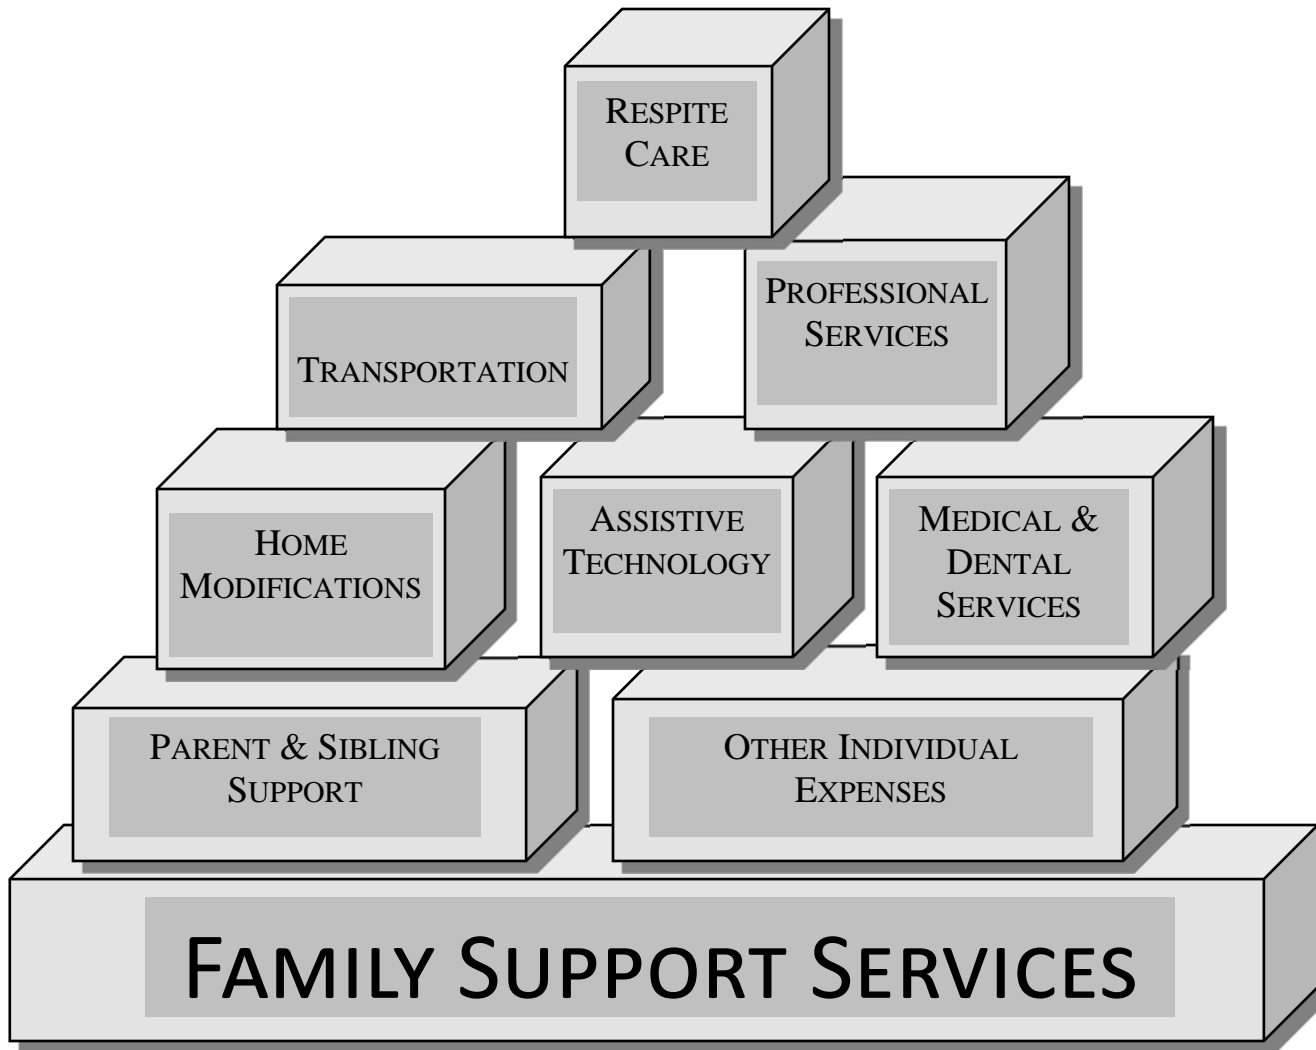 RESPITE
CARE
PROFESSIONAL
SERVICES
TRANSPORTATION
HOME
MODIFICATIONS
ASSISTIVE
TECHNOLOGY
MEDICAL &
DENTAL
SERVICES
PARENT & SIBLING
SUPPORT
OTHER INDIVIDUAL
EXPENSES
FAMILY SUPPORT SERVICES